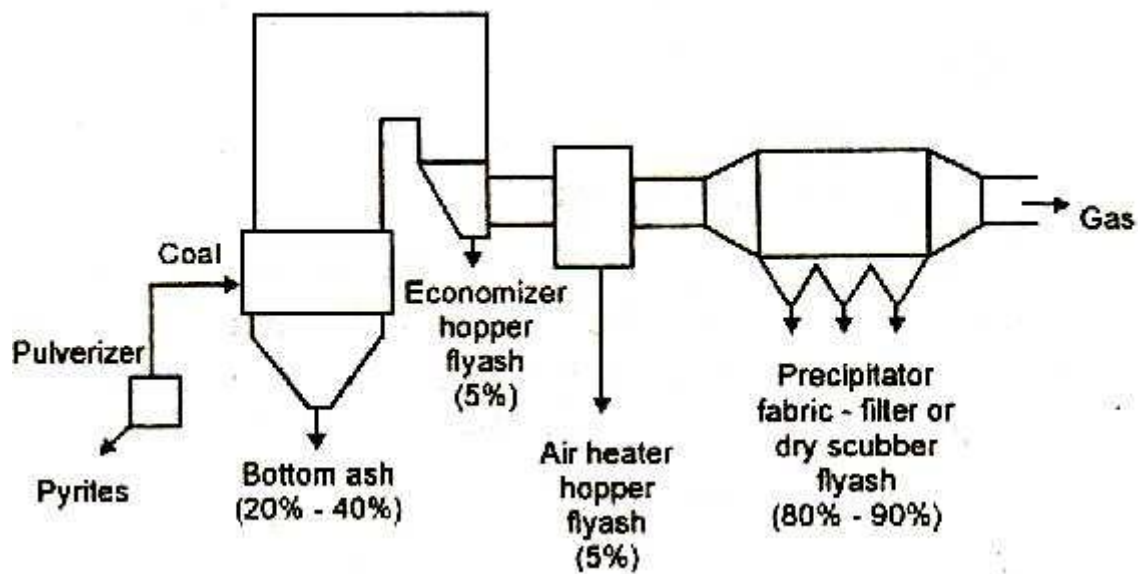 Coal
Gas
Pulverizer
Pyrites
Bottom ash
(20% - 40%)
Economizer
hopper
flyash
(5%)
Air heater
hopper
flyash
(5%)
Precipitator
fabric - filter or
dry scubber
flyash
(80% - 90%)